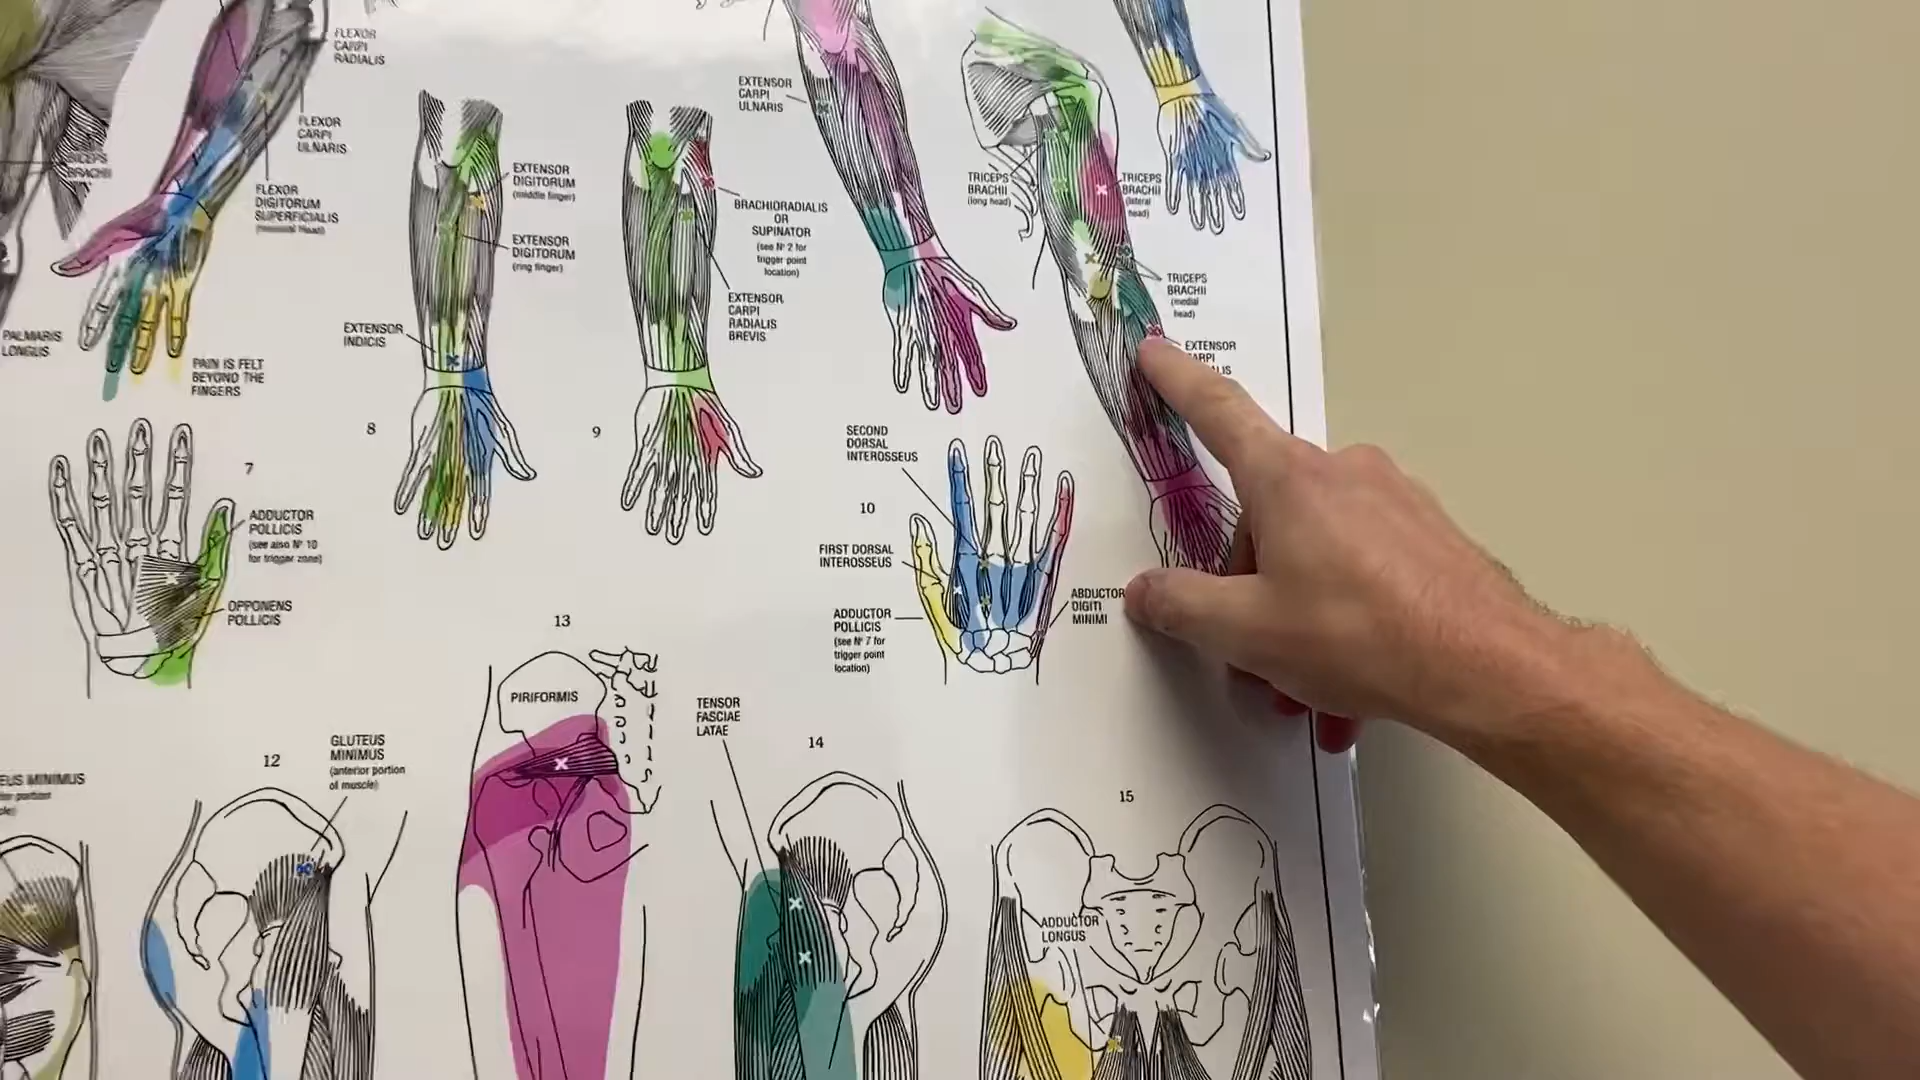 FLEXOR
CARPI
RADIALIS
FLEXOR
CARPI
ULNARIS
BICEPS
BRACHII
FLEXOR
DIGITORUM
SUPERFICIALIS
PALMARIS
LONGUS
PAIN IS FELT
BEYOND THE
FINGERS
EXTENSOR
DIGITORUM
(middle finger)
EXTENSOR
DIGITORUM
(ring finger)
EXTENSOR
INDICIS
8
BRACHIORADIALIS
OR
SUPINATOR
(see Nº 2 for
trigger point
location)
EXTENSOR
CARPI
RADIALIS
BREVIS
9
EXTENSOR
CARPI
ULNARIS
TRICEPS
BRACHII
(long head)
TRICEPS
BRACHII
(lateral
head)
TRICEPS
BRACHII
(medial
head)
EXTENSOR
7
ADDUCTOR
POLLICIS
(see also Nº 10
for trigger zone)
OPPONENS
POLLICIS
SECOND
DORSAL
INTEROSSEUS
10
FIRST DORSAL
INTEROSSEUS
ADDUCTOR
POLLICIS
(see Nº 7 for
trigger point
location)
ABDUCTOR
DIGITI
MINIMI
MINIMUS
portion
12
GLUTEUS
MINIMUS
(anterior portion
of muscle)
13
PIRIFORMIS
TENSOR
FASCIAE
LATAE
14
15
ADDUCTOR
LONGUS